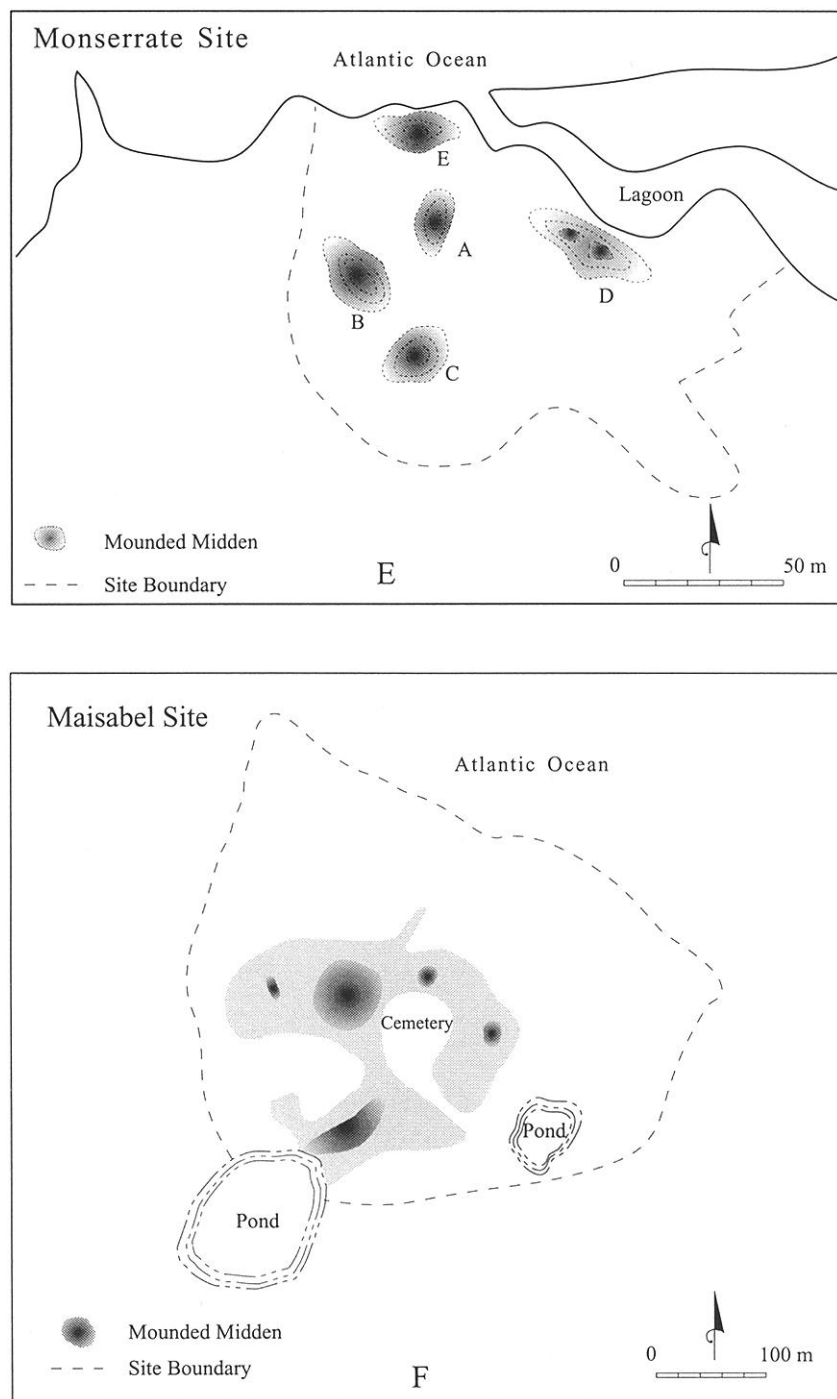 Monserrate Site
Atlantic Ocean
E
Lagoon
A
D
B
C
Mounded Midden
Site Boundary
E
0 50 m
Maisabel Site
Atlantic Ocean
Cemetery
Pond
Pond
Mounded Midden
Site Boundary
F
0 100 m